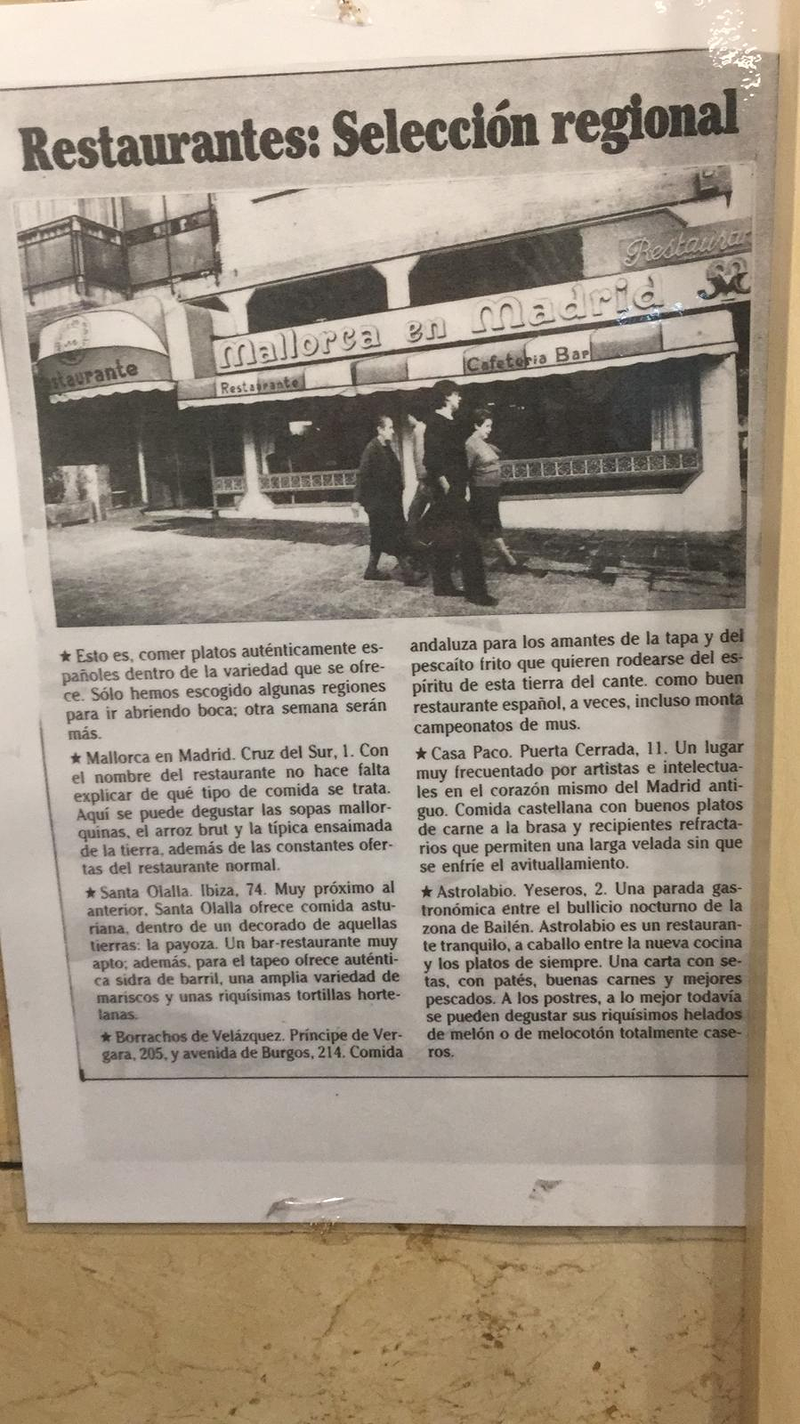 Restaurantes: Selección regional
Restaura
Mallorca en Madrid
staurante
Restaurante
Cafeteria Bar
★ Esto es, comer platos auténticamente es-
pañoles dentro de la variedad que se ofre-
ce. Sólo hemos escogido algunas regiones
para ir abriendo boca; otra semana serán
más.
★ Mallorca en Madrid. Cruz del Sur, 1. Con
el nombre del restaurante no hace falta
explicar de qué tipo de comida se trata.
Aquí se puede degustar las sopas mallor-
quinas, el arroz brut y la típica ensaimada
de la tierra, además de las constantes ofer-
tas del restaurante normal.
★ Santa Olalla. Ibiza, 74. Muy próximo al
anterior, Santa Olalla ofrece comida astu-
riana, dentro de un decorado de aquellas
tierras: la payoza. Un bar-restaurante muy
apto; además, para el tapeo ofrece auténti-
ca sidra de barril, una amplia variedad de
mariscos y unas riquísimas tortillas horte-
lanas.
★ Borrachos de Velázquez. Príncipe de Ver-
gara, 205, y avenida de Burgos, 214. Comida
andaluza para los amantes de la tapa y del
pescaíto frito que quieren rodearse del es-
píritu de esta tierra del cante. como buen
restaurante español, a veces, incluso monta
campeonatos de mus.
★ Casa Paco. Puerta Cerrada, 11. Un lugar
muy frecuentado por artistas e intelectua-
les en el corazón mismo del Madrid anti-
guo. Comida castellana con buenos platos
de carne a la brasa y recipientes refracta-
rios que permiten una larga velada sin que
se enfríe el avituallamiento.
★ Astrolabio. Yeseros, 2. Una parada gas-
tronómica entre el bullicio nocturno de la
zona de Bailén. Astrolabio es un restauran-
te tranquilo, a caballo entre la nueva cocina
y los platos de siempre. Una carta con se-
tas, con patés, buenas carnes y mejores
pescados. A los postres, a lo mejor todavía
se pueden degustar sus riquísimos helados
de melón o de melocotón totalmente case-
ros.